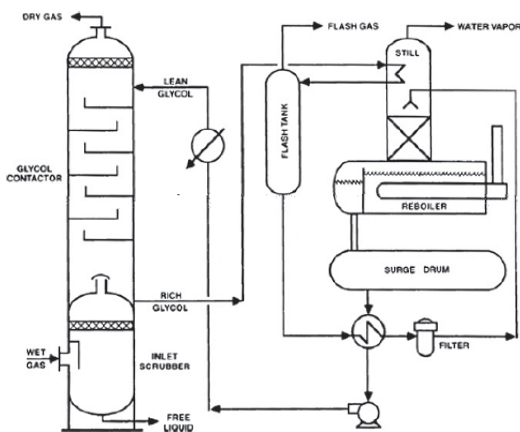 DRY GAS
FLASH GAS
STILL
WATER VAPOR
LEAN
GLYCOL
FLASH TANK
GLYCOL
CONTACTOR
REBOILER
SURGE DRUM
RICH
GLYCOL
FILTER
WET
GAS
INLET
SCRUBBER
FREE
LIQUID